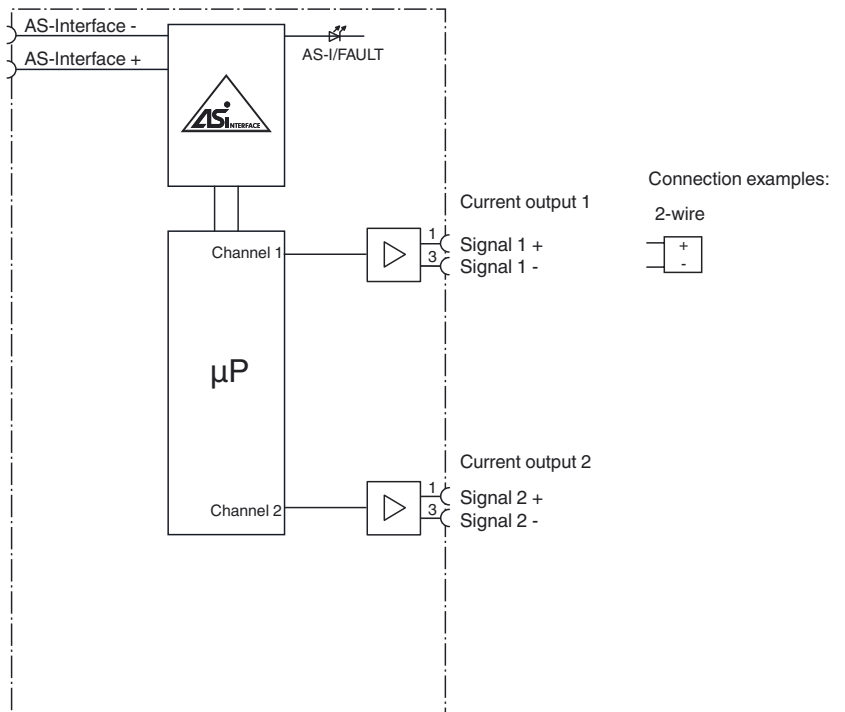 AS-Interface -
AS-Interface +
AS-I/FAULT
ASi INTERFACE
Connection examples:
Current output 1
2-wire
Channel 1
1
Signal 1 +
3
Signal 1 -
+
-
µP
Current output 2
Channel 2
1
Signal 2 +
3
Signal 2 -